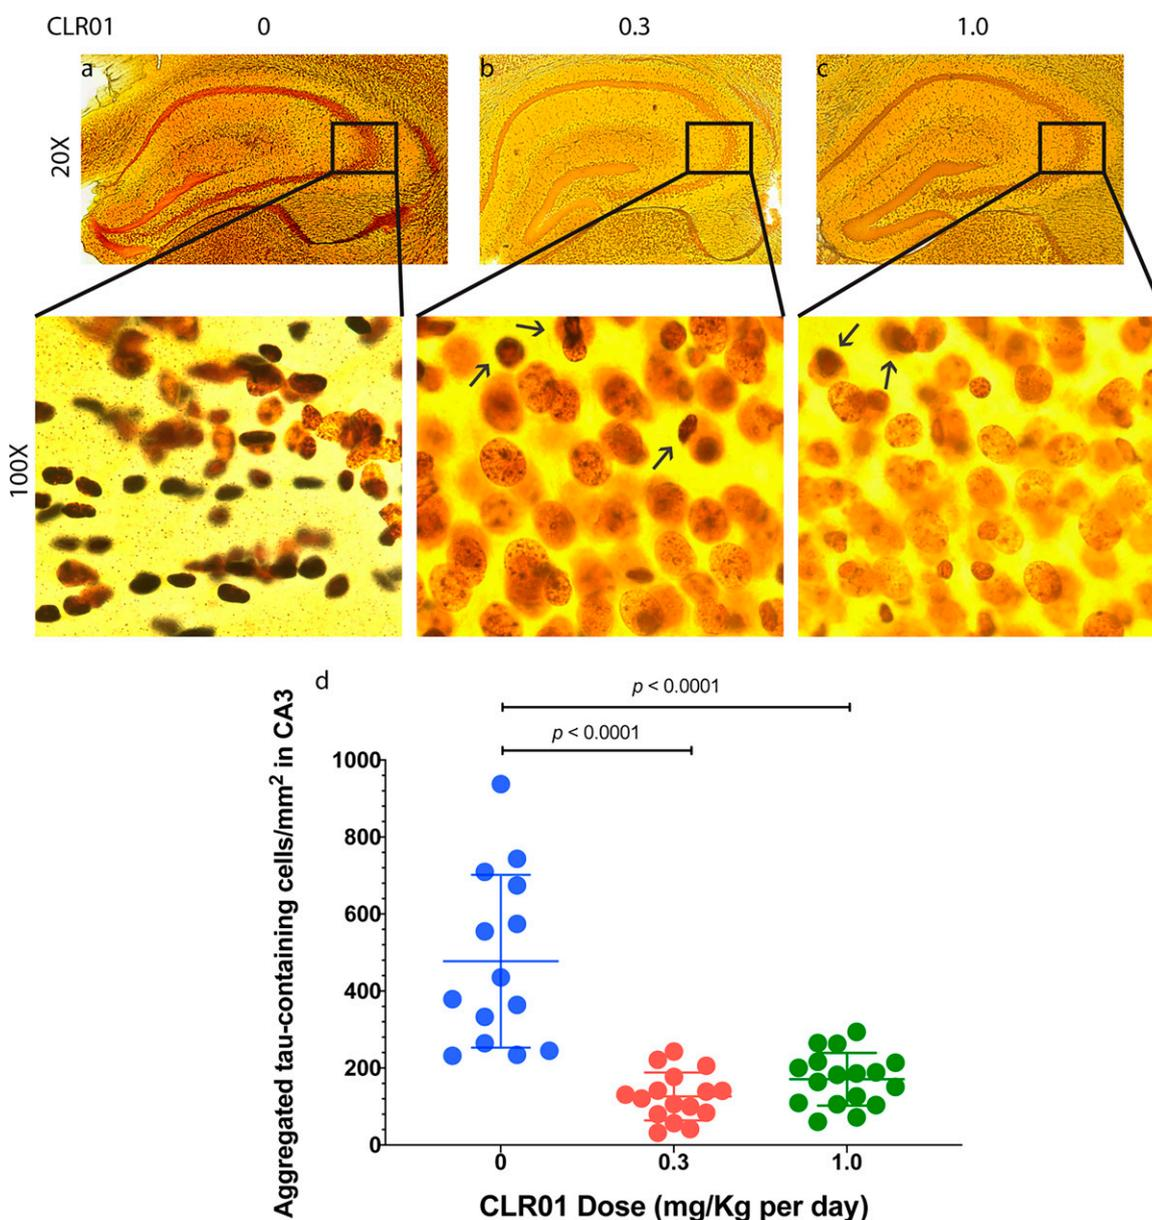 CLR01 0 0.3 1.0
a b c
20X
100X
d
p < 0.0001
p < 0.0001
Aggregated tau-containing cells/mm² in CA3
1000
800
600
400
200
0
0 0.3 1.0
CLR01 Dose (mg/Kg per day)